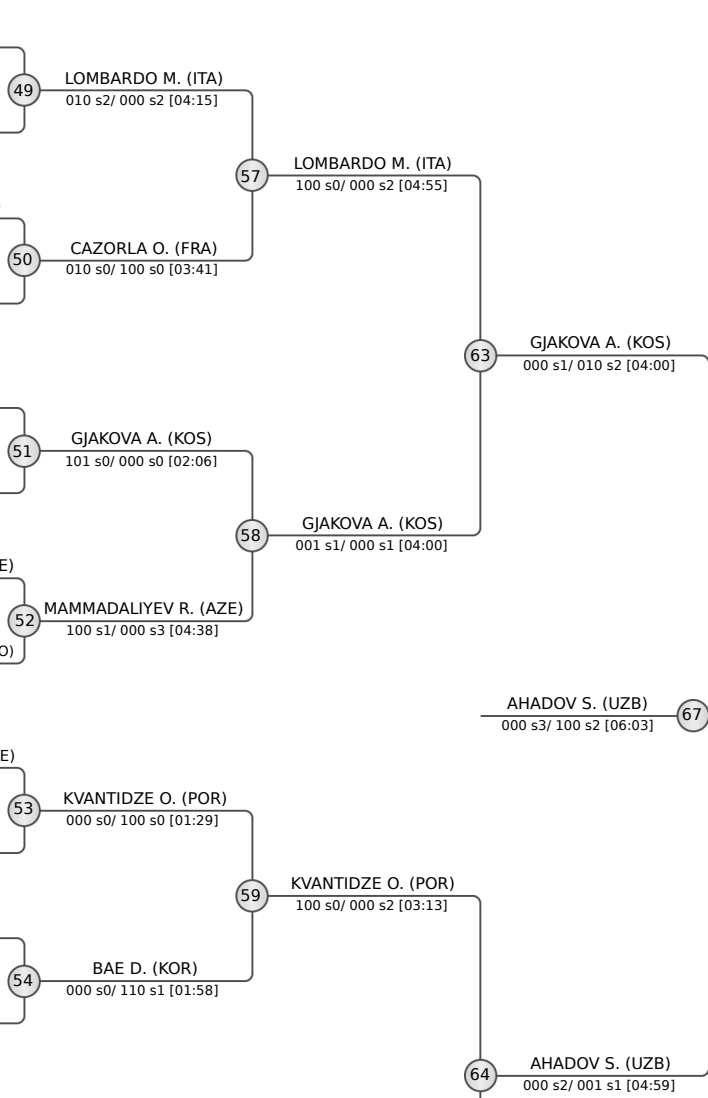 LOMBARDO M. (ITA)
49
010 s2/ 000 s2 [04:15]
LOMBARDO M. (ITA)
57
100 s0/ 000 s2 [04:55]
CAZORLA O. (FRA)
50
010 s0/ 100 s0 [03:41]
GJAKOVA A. (KOS)
63
000 s1/ 010 s2 [04:00]
GJAKOVA A. (KOS)
51
101 s0/ 000 s0 [02:06]
GJAKOVA A. (KOS)
58
001 s1/ 000 s1 [04:00]
E)
MAMMADALIYEV R. (AZE)
52
100 s1/ 000 s3 [04:38]
O)
AHADOV S. (UZB)
67
000 s3/ 100 s2 [06:03]
E)
KVANTIDZE O. (POR)
53
000 s0/ 100 s0 [01:29]
KVANTIDZE O. (POR)
59
100 s0/ 000 s2 [03:13]
BAE D. (KOR)
54
000 s0/ 110 s1 [01:58]
AHADOV S. (UZB)
64
000 s2/ 001 s1 [04:59]